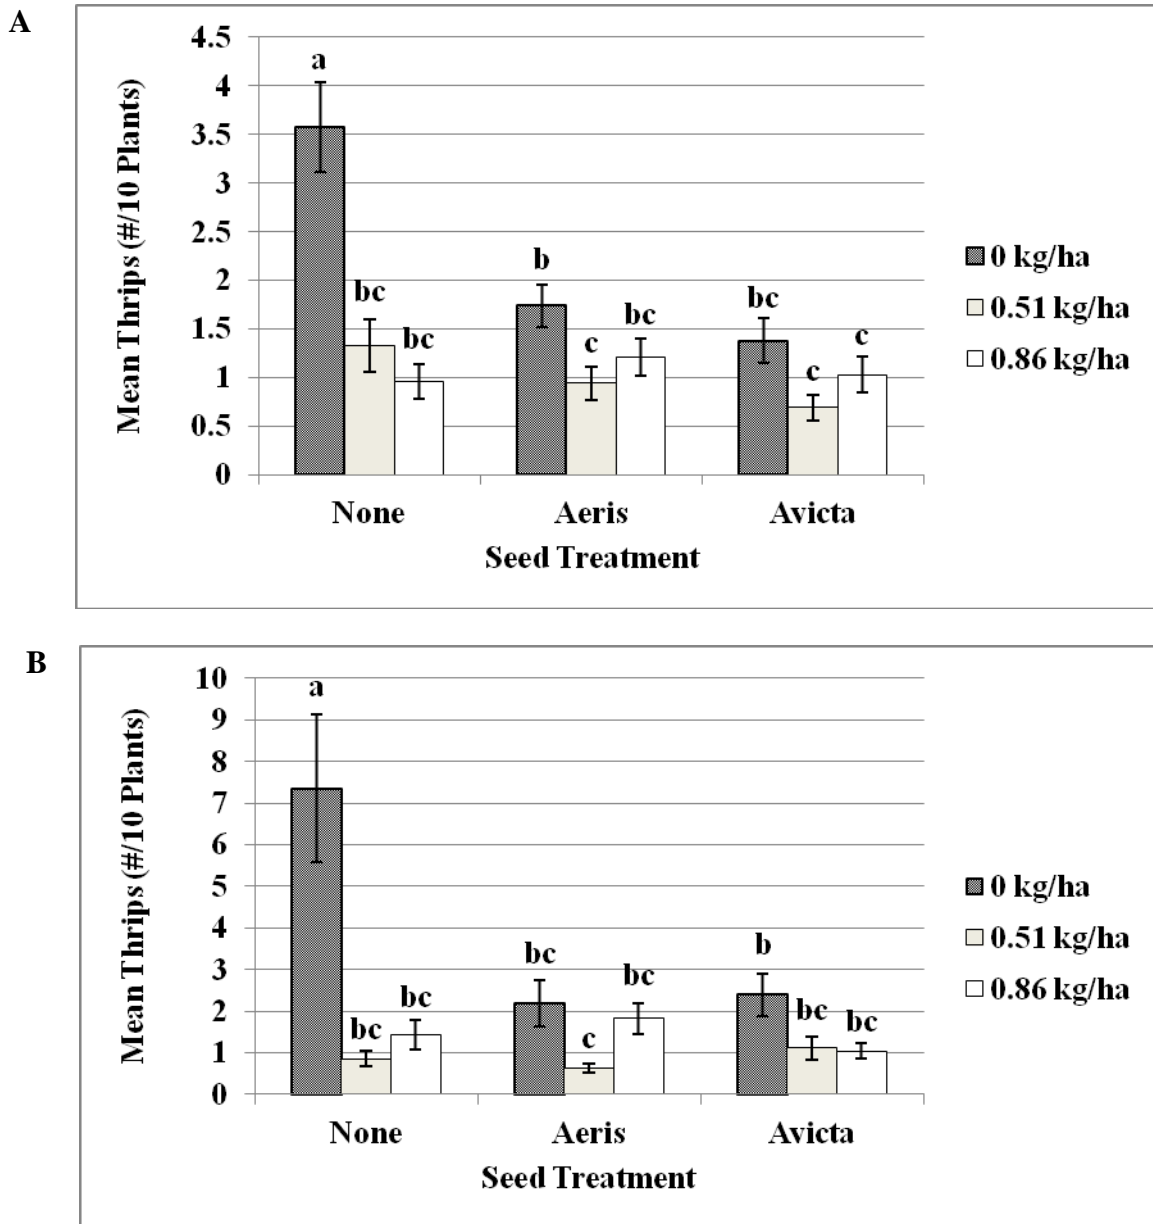 A
Mean Thrips (#/10 Plants)
4.5
4
3.5
3
2.5
2
1.5
1
0.5
0
a
bc
bc
b
c
bc
bc
c
c
None Aeris Avicta
Seed Treatment
0 kg/ha
0.51 kg/ha
0.86 kg/ha
B
Mean Thrips (#/10 Plants)
10
9
8
7
6
5
4
3
2
1
0
a
bc
bc
bc
c
bc
b
bc
bc
None Aeris Avicta
Seed Treatment
0 kg/ha
0.51 kg/ha
0.86 kg/ha